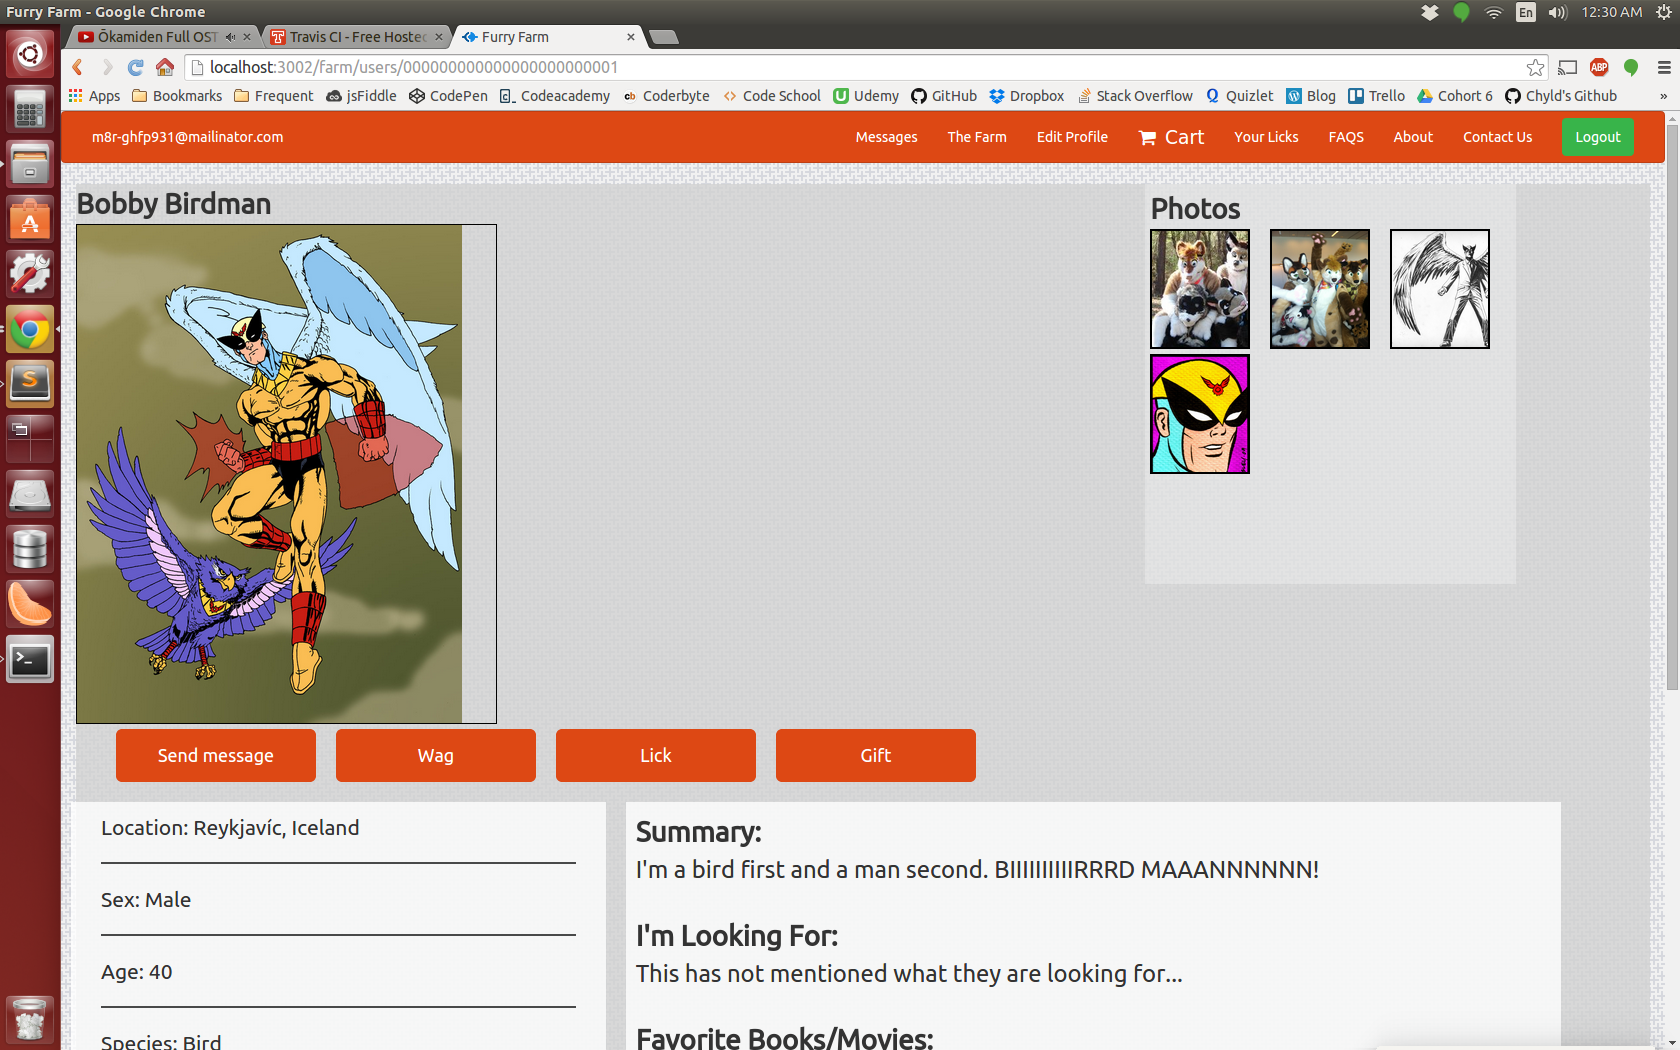 Furry Farm - Google Chrome
En
12:30 AM
Ōkamiden Full OST
Travis CI - Free Hosted
Furry Farm
localhost:3002/farm/users/000000000000000000000001
ABP
Apps Bookmarks Frequent jsFiddle CodePen Codeacademy Coderbyte Code School Udemy GitHub Dropbox Stack Overflow Quizlet Blog Trello Cohort 6 Chyld's Github »
m8r-ghfp931@mailinator.com
Messages The Farm Edit Profile Cart Your Licks FAQS About Contact Us Logout
Bobby Birdman
Photos
Send message
Wag
Lick
Gift
Location: Reykjavíc, Iceland
Sex: Male
Age: 40
Species: Bird
Summary:
I'm a bird first and a man second. BIIIIIIIIIIRRRD MAAANNNNNN!
I'm Looking For:
This has not mentioned what they are looking for...
Favorite Books/Movies: